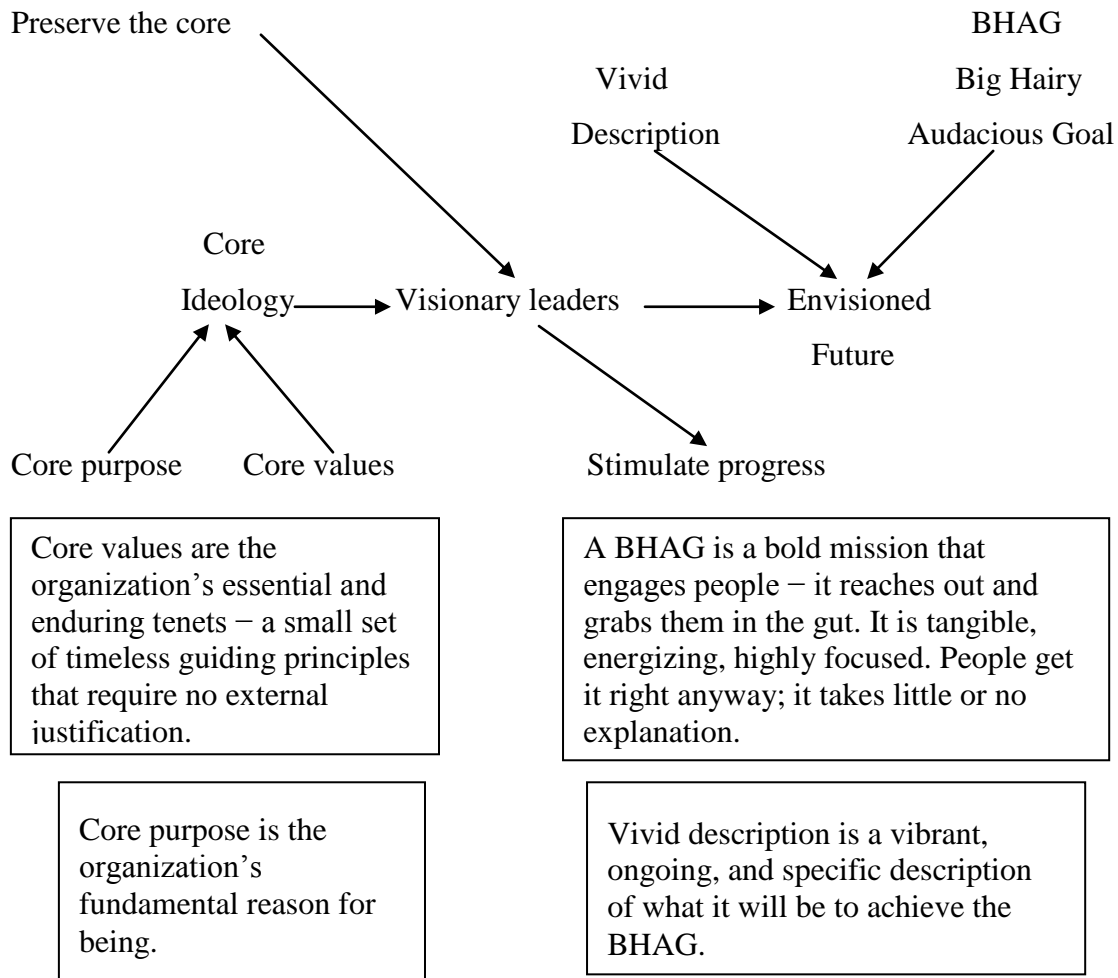 Preserve the core
BHAG
Vivid
Big Hairy
Description
Audacious Goal
Core
Ideology
Visionary leaders
Envisioned
Future
Core purpose
Core values
Stimulate progress
Core values are the
organization’s essential and
enduring tenets − a small set
of timeless guiding principles
that require no external
justification.
A BHAG is a bold mission that
engages people − it reaches out and
grabs them in the gut. It is tangible,
energizing, highly focused. People get
it right anyway; it takes little or no
explanation.
Core purpose is the
organization’s
fundamental reason for
being.
Vivid description is a vibrant,
ongoing, and specific description
of what it will be to achieve the
BHAG.